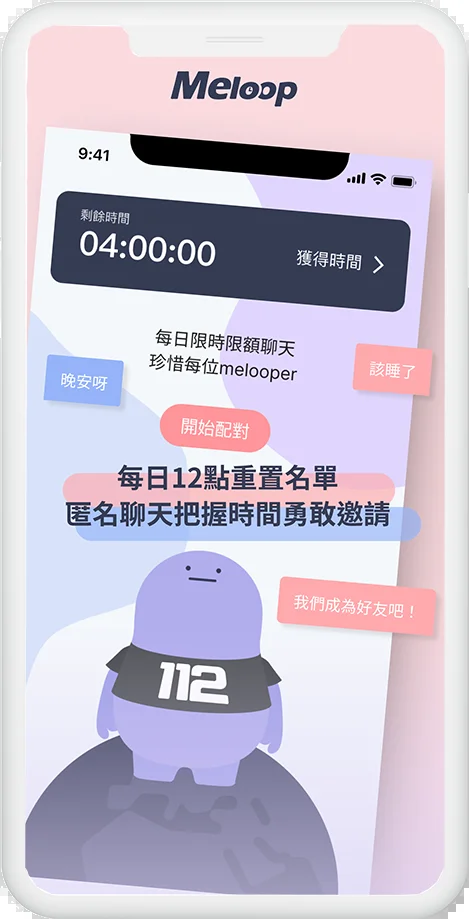 Meloop
9:41
剩餘時間
04:00:00
獲得時間
每日限時限額聊天
珍惜每位melooper
晚安呀
該睡了
開始配對
每日12點重置名單
匿名聊天把握時間勇敢邀請
我們成為好友吧！
112